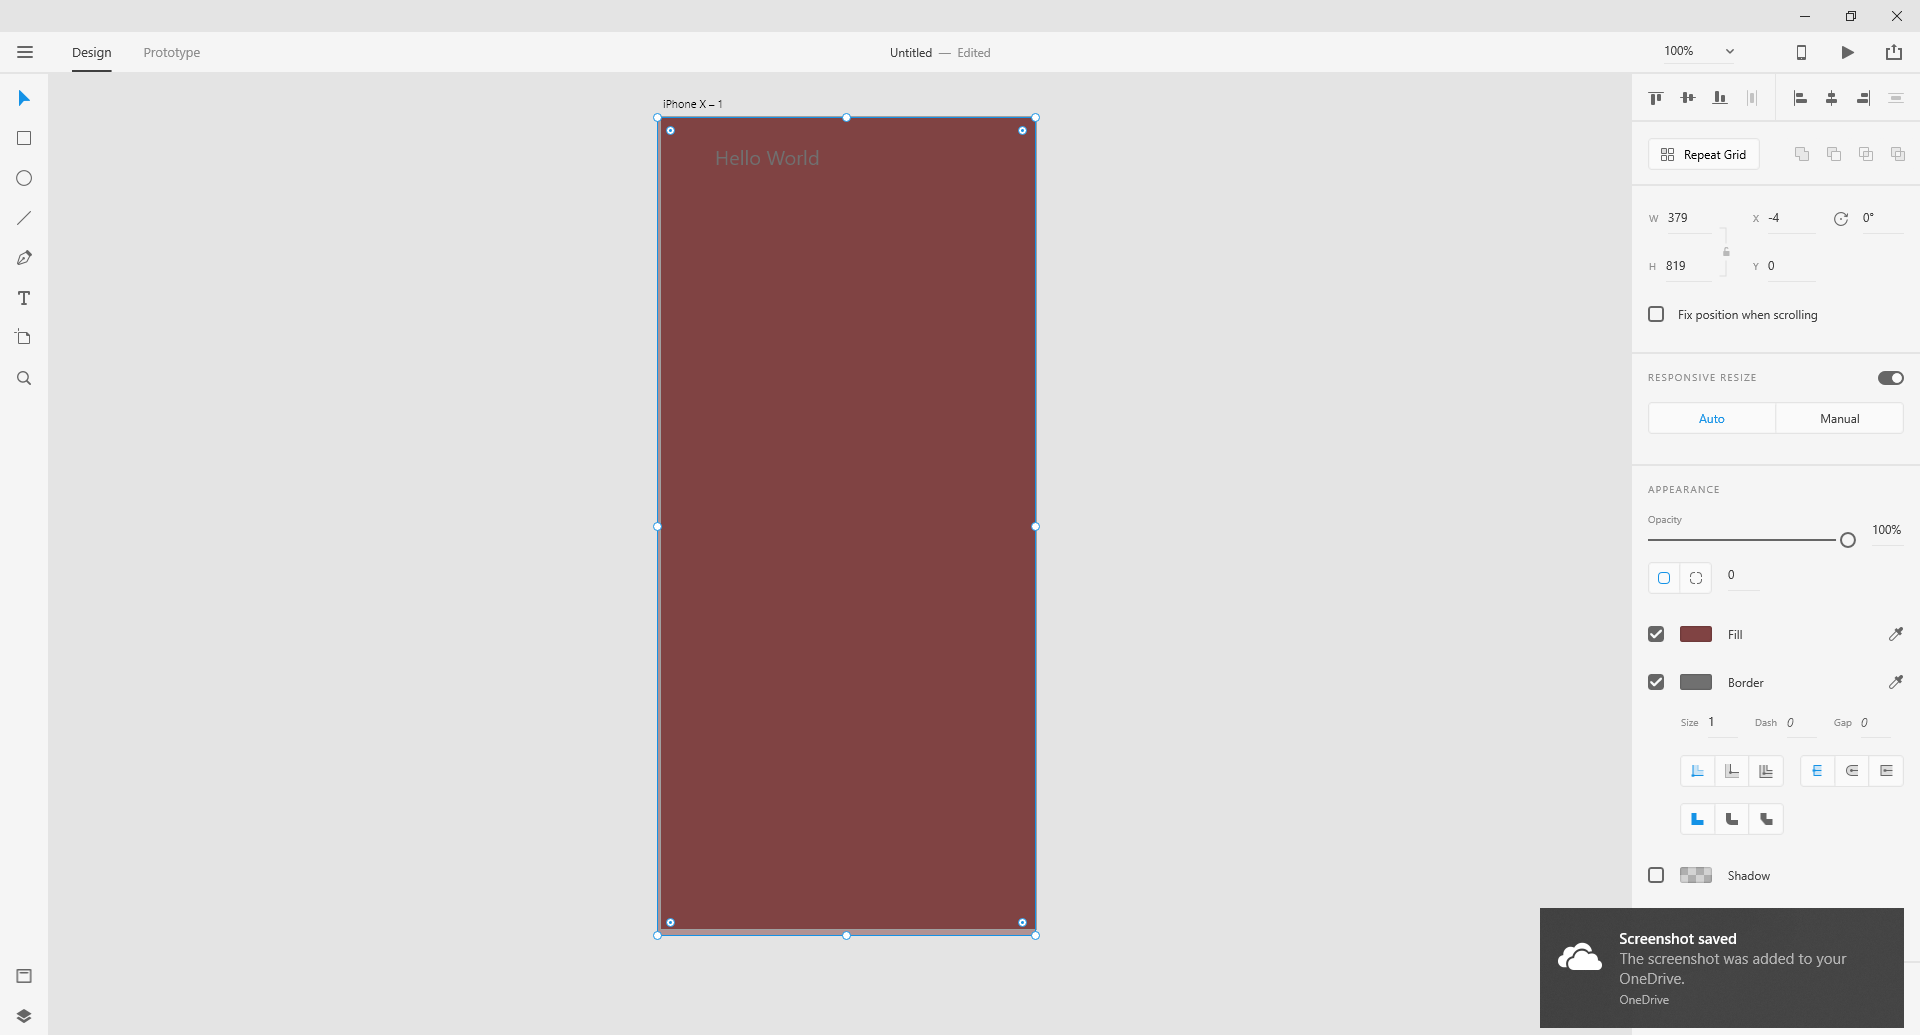 Design Prototype Untitled — Edited 100%
iPhone X – 1
Hello World
Repeat Grid
W 379 X -4 0°
H 819 Y 0
Fix position when scrolling
RESPONSIVE RESIZE
Auto Manual
APPEARANCE
Opacity
100%
0
Fill
Border
Size 1 Dash 0 Gap 0
Shadow
Screenshot saved
The screenshot was added to your
OneDrive.
OneDrive